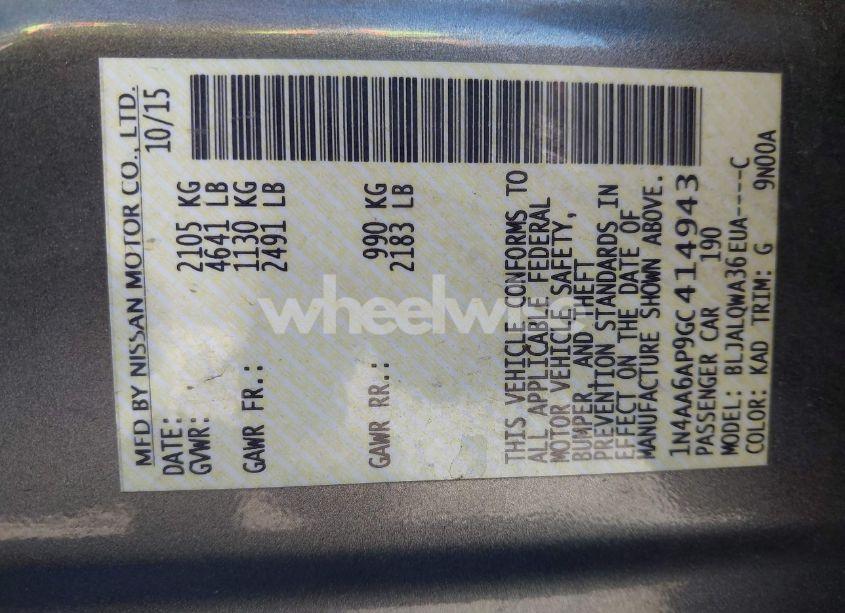 MFD BY NISSAN MOTOR CO., LTD.
DATE: 10/15
GVWR: 2105 KG
4641 LB
GAWR FR.: 1130 KG
2491 LB
GAWR RR.: 990 KG
2183 LB
THIS VEHICLE CONFORMS TO
ALL APPLICABLE FEDERAL
MOTOR VEHICLE SAFETY,
BUMPER AND THEFT
PREVENTION STANDARDS IN
EFFECT ON THE DATE OF
MANUFACTURE SHOWN ABOVE.
1N4AA6AP9GC414943
PASSENGER CAR 190
MODEL: BLJALQWA36EUA----C
COLOR: KAD TRIM: G 9N00A
wheelwise